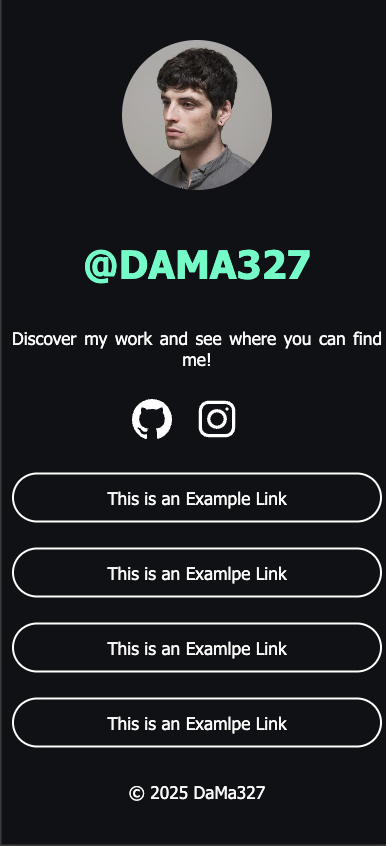 @DAMA327
Discover my work and see where you can find
me!
This is an Example Link
This is an Examlpe Link
This is an Examlpe Link
This is an Examlpe Link
© 2025 DaMa327